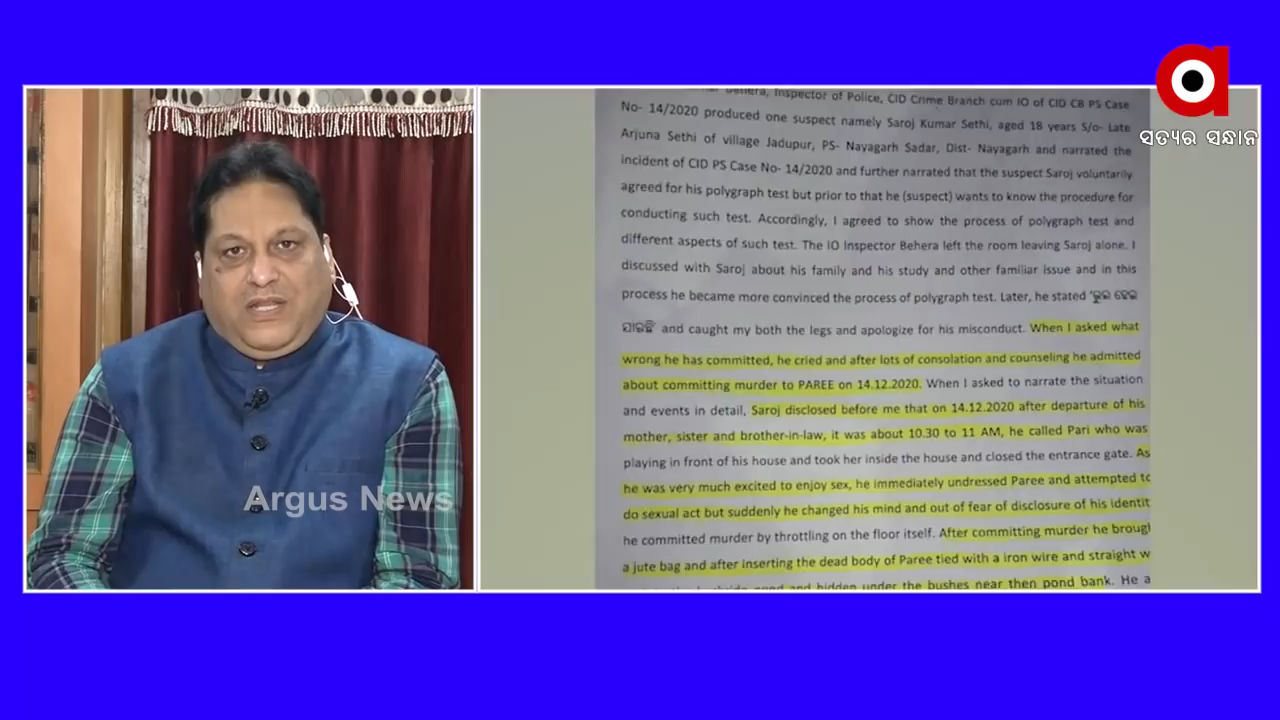 ସତ୍ୟର ସନ୍ଧାନ
Behera, Inspector of Police, CID Crime Branch cum IO of CID CB PS Case
No- 14/2020 produced one suspect namely Saroj Kumar Sethi, aged 18 years S/o- Late
Arjuna Sethi of village Jadupur, PS- Nayagarh Sadar, Dist- Nayagarh and narrated the
incident of CID PS Case No- 14/2020 and further narrated that the suspect Saroj voluntarily
agreed for his polygraph test but prior to that he (suspect) wants to know the procedure for
conducting such test. Accordingly, I agreed to show the process of polygraph test and
different aspects of such test. The IO Inspector Behera left the room leaving Saroj alone. I
discussed with Saroj about his family and his study and other familiar issue and in this
process he became more convinced the process of polygraph test. Later, he stated 'ଭୁଲ ହେଇ
ଯାଇଛି' and caught my both the legs and apologize for his misconduct. When I asked what
wrong he has committed, he cried and after lots of consolation and counseling he admitted
about committing murder to PAREE on 14.12.2020. When I asked to narrate the situation
and events in detail, Saroj disclosed before me that on 14.12.2020 after departure of his
mother, sister and brother-in-law, it was about 10.30 to 11 AM, he called Pari who was
playing in front of his house and took her inside the house and closed the entrance gate. As
he was very much excited to enjoy sex, he immediately undressed Paree and attempted to
do sexual act but suddenly he changed his mind and out of fear of disclosure of his identit
he committed murder by throttling on the floor itself. After committing murder he brough
a jute bag and after inserting the dead body of Paree tied with a iron wire and straight w
and hidden under the bushes near then pond bank. He a
Argus News